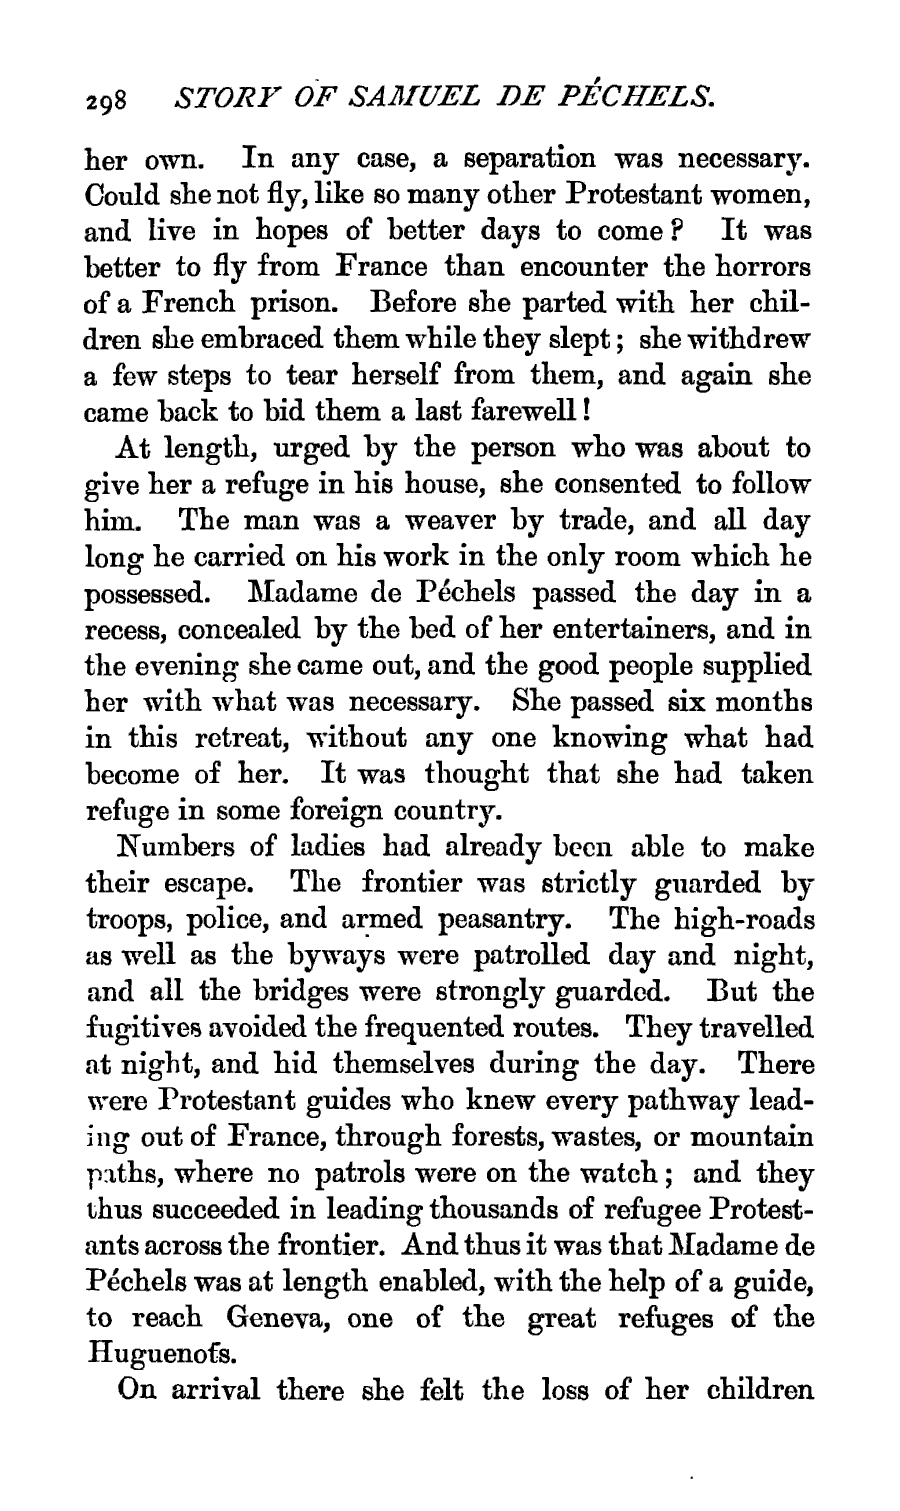 298 STORY OF SAMUEL DE PÉCHELS.
her own. In any case, a separation was necessary.
Could she not fly, like so many other Protestant women,
and live in hopes of better days to come? It was
better to fly from France than encounter the horrors
of a French prison. Before she parted with her chil-
dren she embraced them while they slept; she withdrew
a few steps to tear herself from them, and again she
came back to bid them a last farewell!
At length, urged by the person who was about to
give her a refuge in his house, she consented to follow
him. The man was a weaver by trade, and all day
long he carried on his work in the only room which he
possessed. Madame de Péchels passed the day in a
recess, concealed by the bed of her entertainers, and in
the evening she came out, and the good people supplied
her with what was necessary. She passed six months
in this retreat, without any one knowing what had
become of her. It was thought that she had taken
refuge in some foreign country.
Numbers of ladies had already been able to make
their escape. The frontier was strictly guarded by
troops, police, and armed peasantry. The high-roads
as well as the byways were patrolled day and night,
and all the bridges were strongly guarded. But the
fugitives avoided the frequented routes. They travelled
at night, and hid themselves during the day. There
were Protestant guides who knew every pathway lead-
ing out of France, through forests, wastes, or mountain
paths, where no patrols were on the watch; and they
thus succeeded in leading thousands of refugee Protest-
ants across the frontier. And thus it was that Madame de
Péchels was at length enabled, with the help of a guide,
to reach Geneva, one of the great refuges of the
Huguenots.
On arrival there she felt the loss of her children